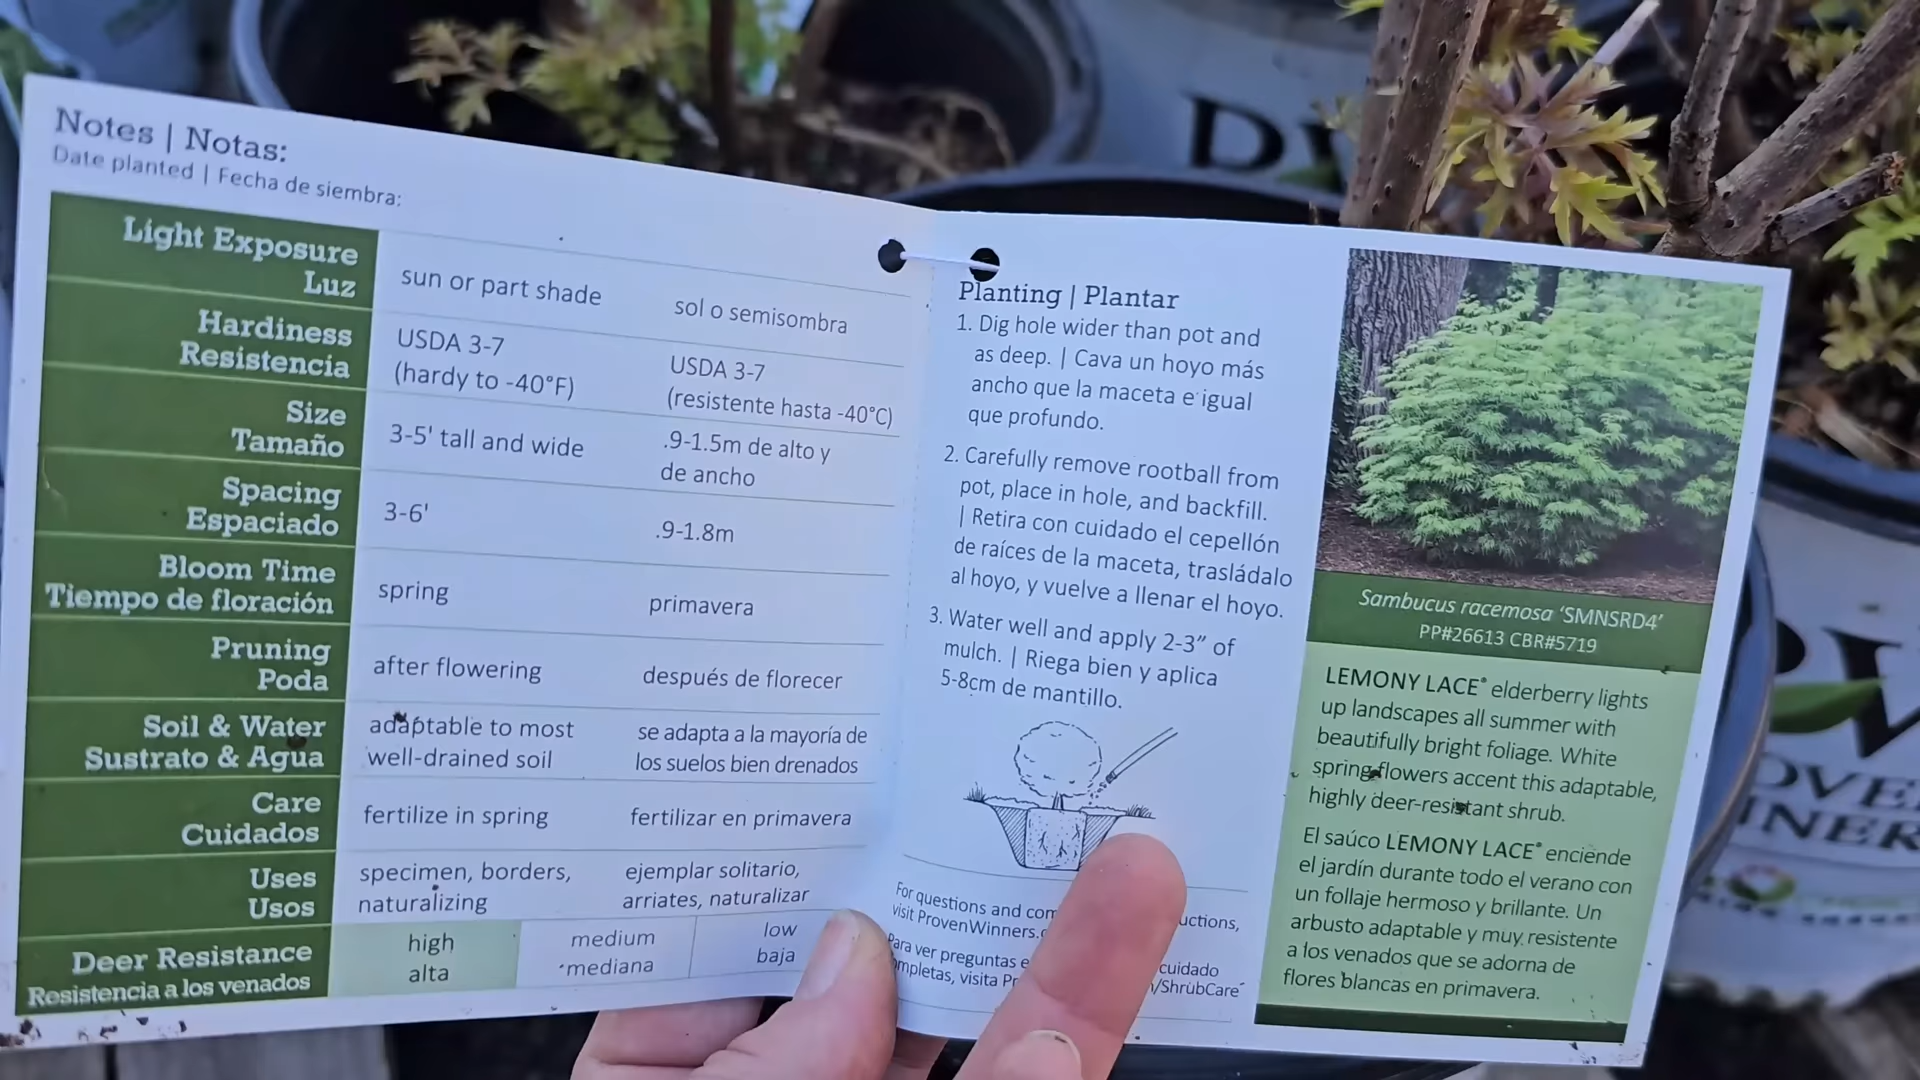 Notes | Notas:
Date planted | Fecha de siembra:
Light Exposure
Luz
sun or part shade
sol o semisombra
Hardiness
Resistencia
USDA 3-7
(hardy to -40°F)
USDA 3-7
(resistente hasta -40°C)
Size
Tamaño
3-5' tall and wide
.9-1.5m de alto y
de ancho
Spacing
Espaciado
3-6'
.9-1.8m
Bloom Time
Tiempo de floración
spring
primavera
Pruning
Poda
after flowering
después de florecer
Soil & Water
Sustrato & Agua
adaptable to most
well-drained soil
se adapta a la mayoría de
los suelos bien drenados
Care
Cuidados
fertilize in spring
fertilizar en primavera
Uses
Usos
specimen, borders,
naturalizing
ejemplar solitario,
arriates, naturalizar
Deer Resistance
Resistencia a los venados
high
alta
medium
mediana
low
baja
Planting | Plantar
1. Dig hole wider than pot and
as deep. | Cava un hoyo más
ancho que la maceta e igual
que profundo.
2. Carefully remove rootball from
pot, place in hole, and backfill.
| Retira con cuidado el cepellón
de raíces de la maceta, trasládalo
al hoyo, y vuelve a llenar el hoyo.
3. Water well and apply 2-3” of
mulch. | Riega bien y aplica
5-8cm de mantillo.
For questions and
visit ProvenWinners.
Para ver preguntas
cuidado
visita
/ShrubCare
Sambucus racemosa ‘SMNSRD4’
PP#26613 CBR#5719
LEMONY LACE® elderberry lights
up landscapes all summer with
beautifully bright foliage. White
spring flowers accent this adaptable,
highly deer-resistant shrub.
El saúco LEMONY LACE® enciende
el jardín durante todo el verano con
un follaje hermoso y brillante. Un
arbusto adaptable y muy resistente
a los venados que se adorna de
flores blancas en primavera.